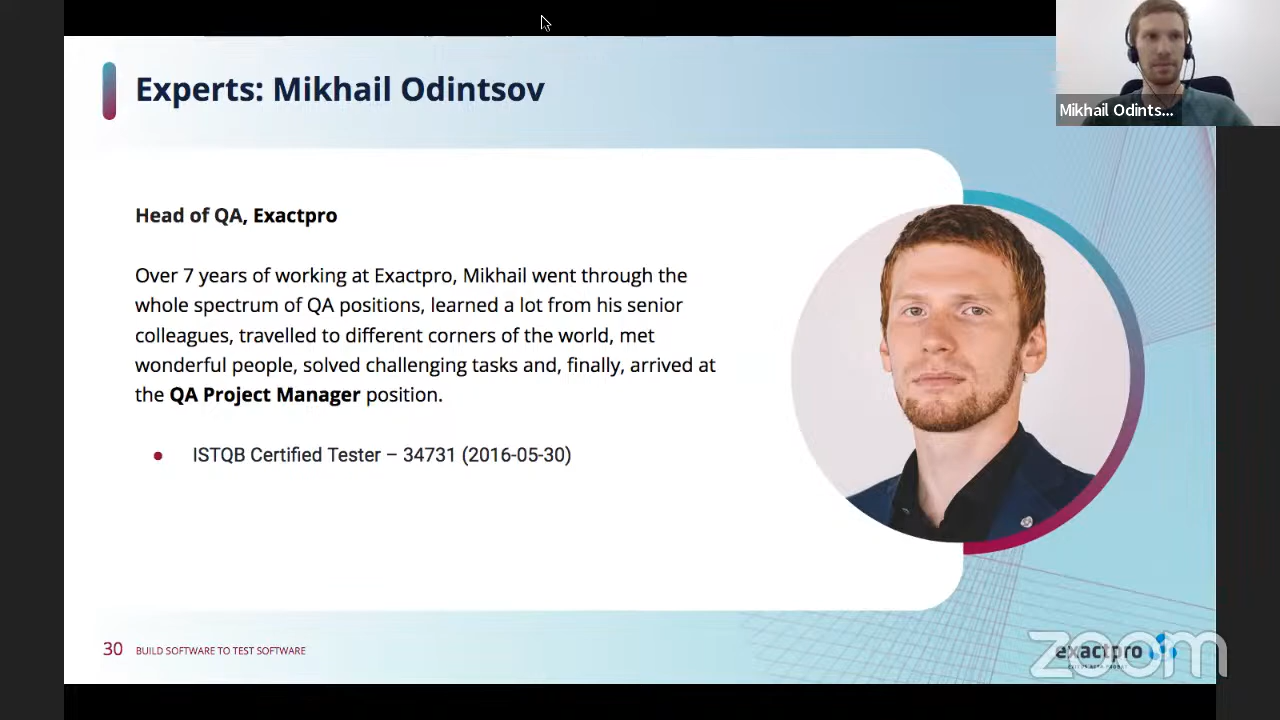 Experts: Mikhail Odintsov
Mikhail Odints...
Head of QA, Exactpro
Over 7 years of working at Exactpro, Mikhail went through the
whole spectrum of QA positions, learned a lot from his senior
colleagues, travelled to different corners of the world, met
wonderful people, solved challenging tasks and, finally, arrived at
the QA Project Manager position.
• ISTQB Certified Tester – 34731 (2016-05-30)
30 BUILD SOFTWARE TO TEST SOFTWARE
exactpro
zoom